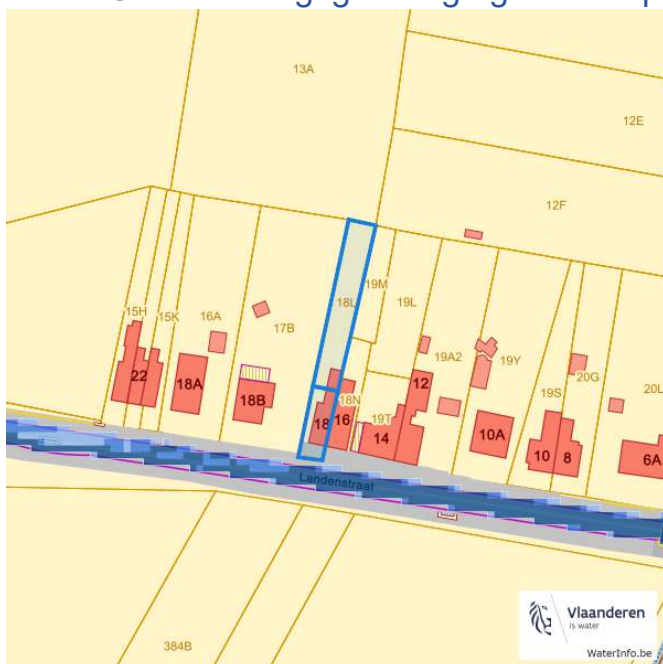 13A
12E
12F
18L
19M
19L
15H
15K
16A
17B
19A2
19Y
20G
20L
22
18A
18B
18N
12
19S
18
16
19T
14
10A
10
8
6A
Landenstraat
384B
Vlaanderen
is water
WaterInfo.be